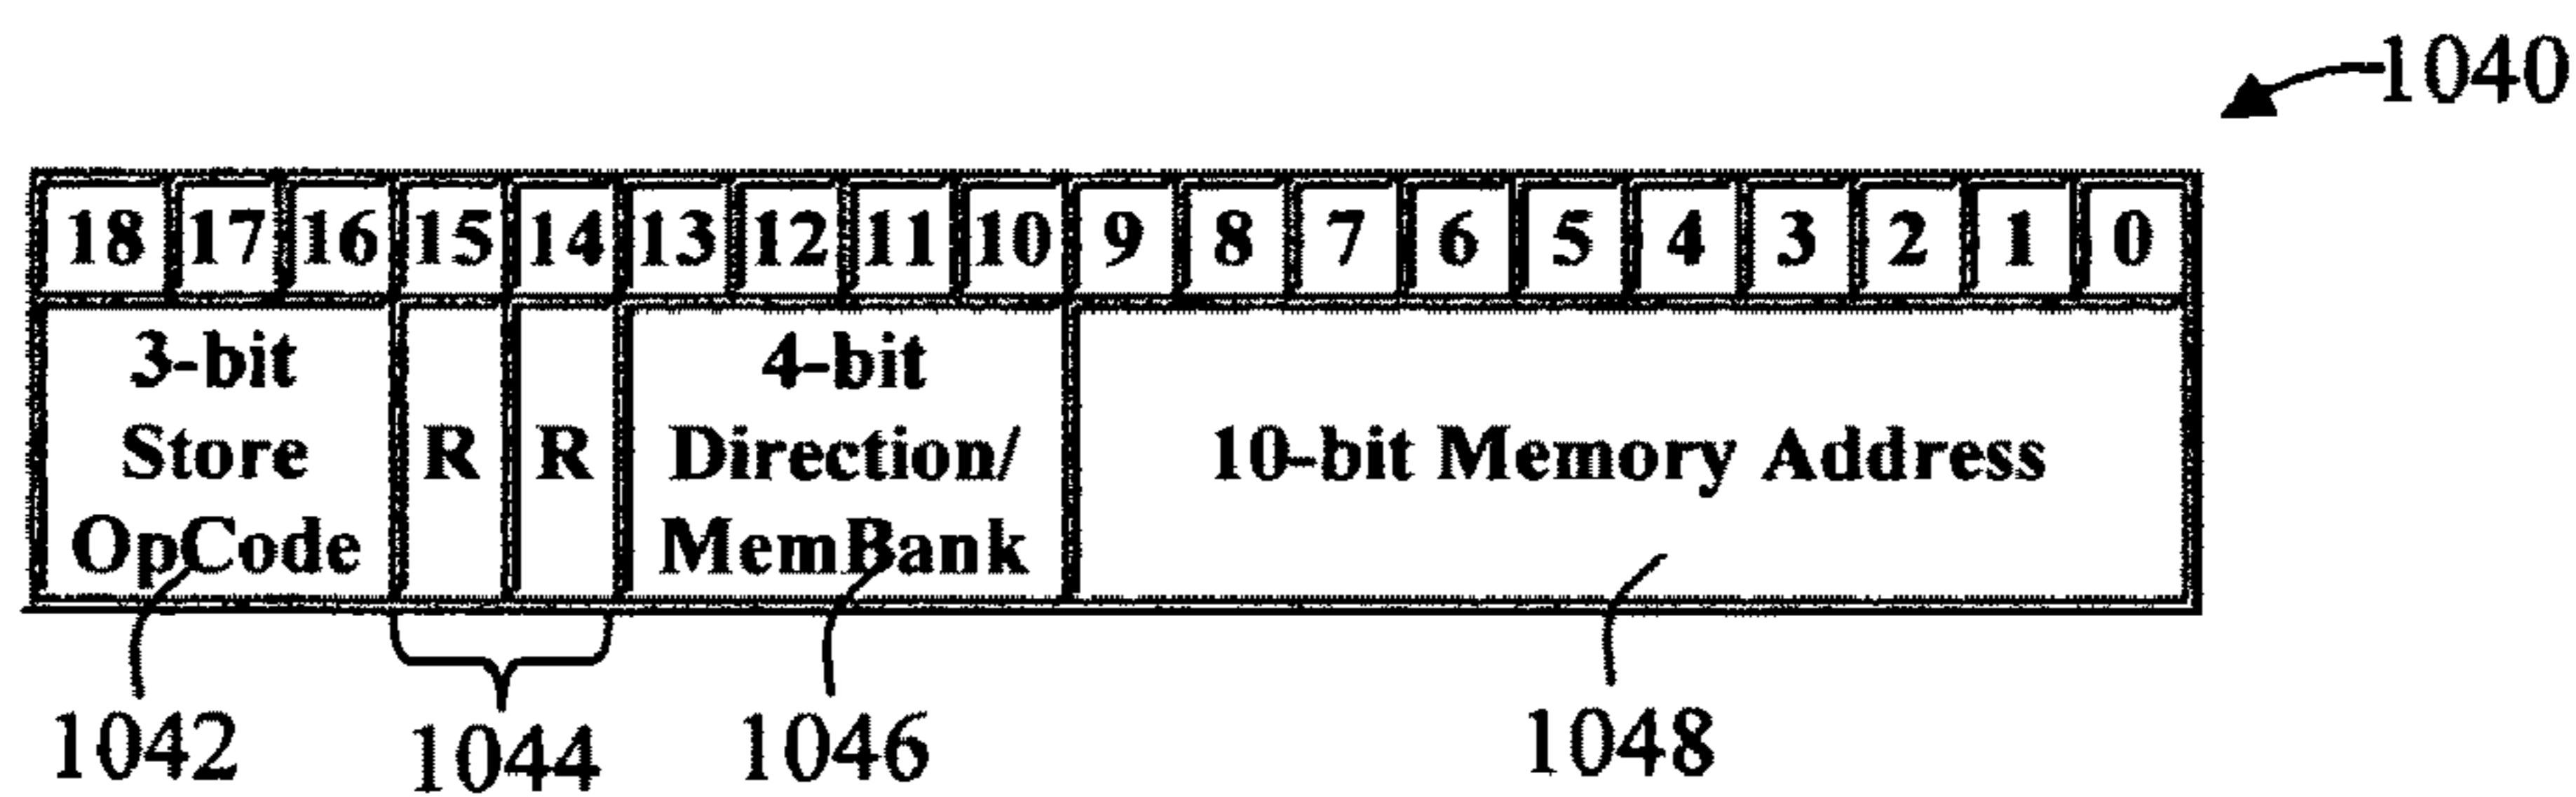 1040
18 17 16 15 14 13 12 11 10 9 8 7 6 5 4 3 2 1 0
3-bit
Store
OpCode
R
R
4-bit
Direction/
MemBank
10-bit Memory Address
1042
1044
1046
1048